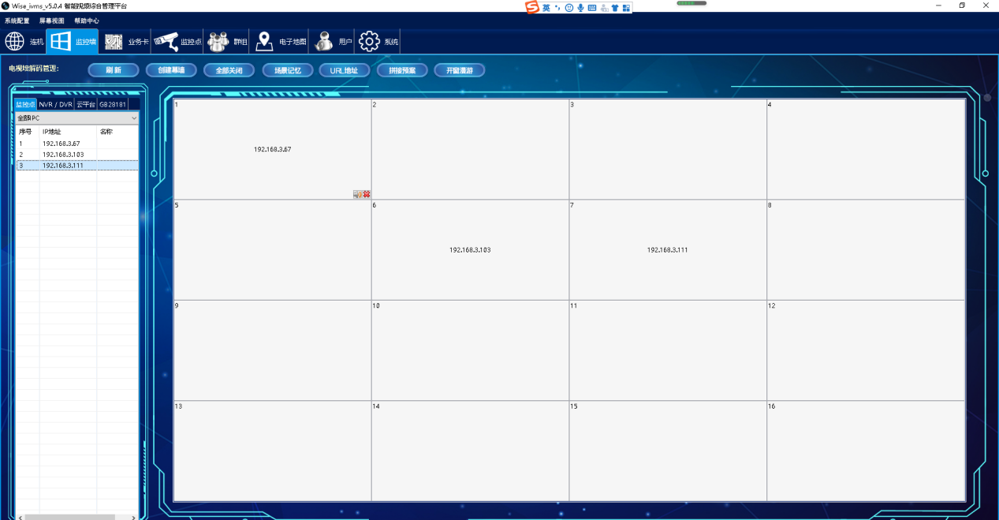 Wise_ivms_v5.0.4 智能视频综合管理平台
英
系统配置 屏幕视图 帮助中心
连机 监控墙 业务卡 监控点 群组 电子地图 用户 系统
电视墙解码管理: 刷 新 创建幕墙 全部关闭 场景记忆 URL地址 拼接预案 开窗漫游
监控点 NVR / DVR 云平台 GB28181
全部IPC
序号 IP地址 名称
1 192.168.3.67
2 192.168.3.103
3 192.168.3.111
1 2 3 4
192.168.3.67
5 6 7 8
192.168.3.103 192.168.3.111
9 10 11 12
13 14 15 16